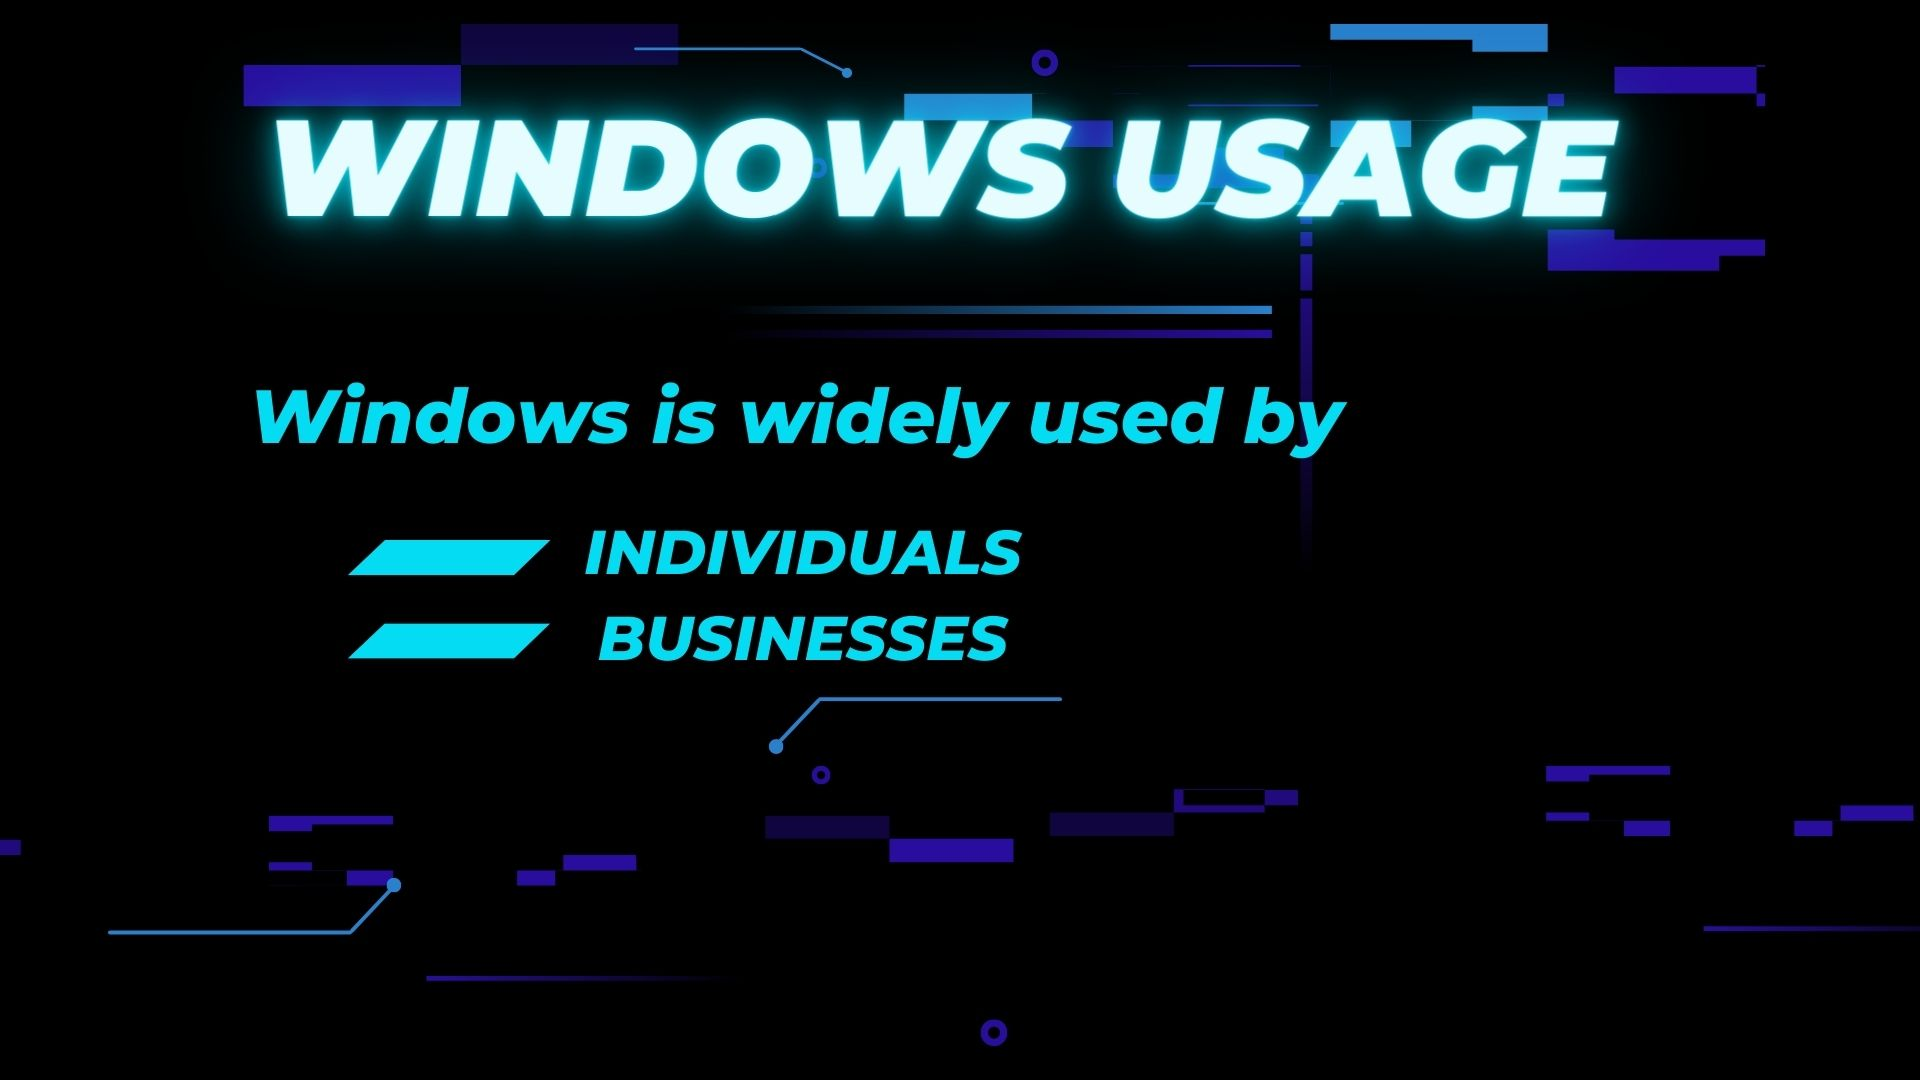 WINDOWS USAGE
Windows is widely used by
INDIVIDUALS
BUSINESSES